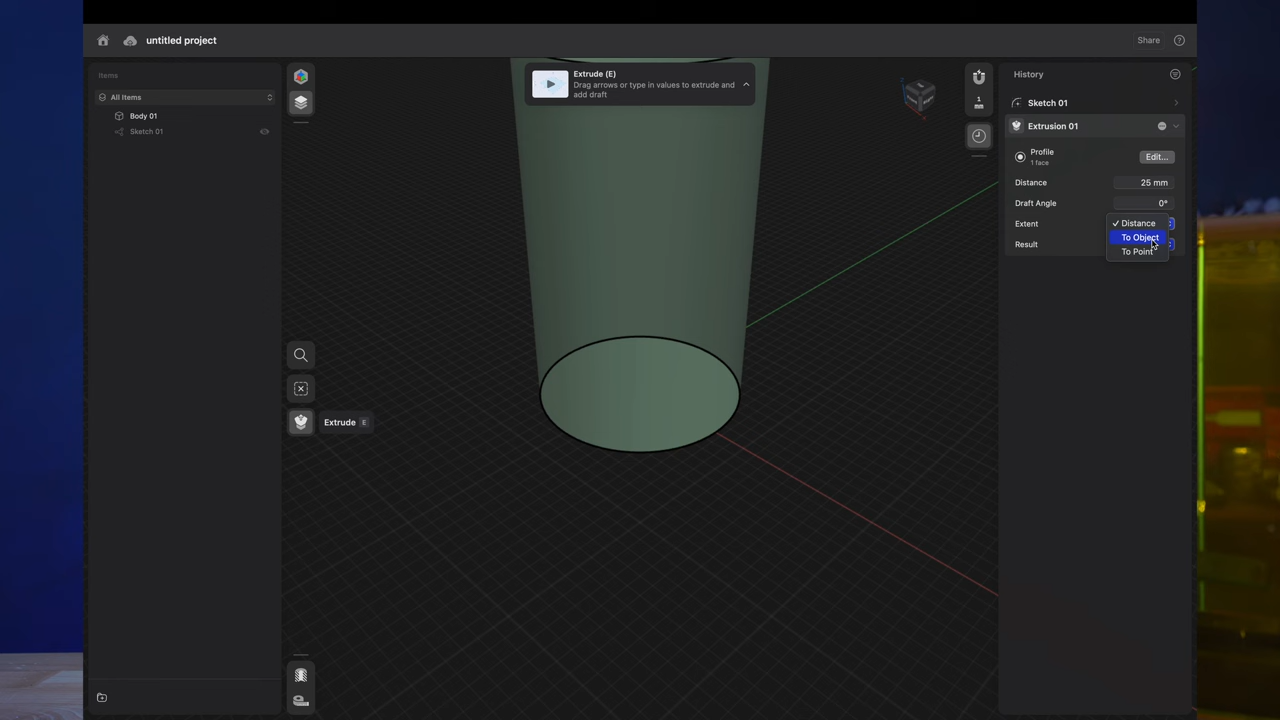 untitled project
Share
Items
All Items
Body 01
Sketch 01
Extrude (E)
Drag arrows or type in values to extrude and
add draft
1
mm
Extrude E
History
Sketch 01
Extrusion 01
Profile
1 face
Edit...
Distance
25 mm
Draft Angle
0°
Extent
✓ Distance
To Object
To Point
Result